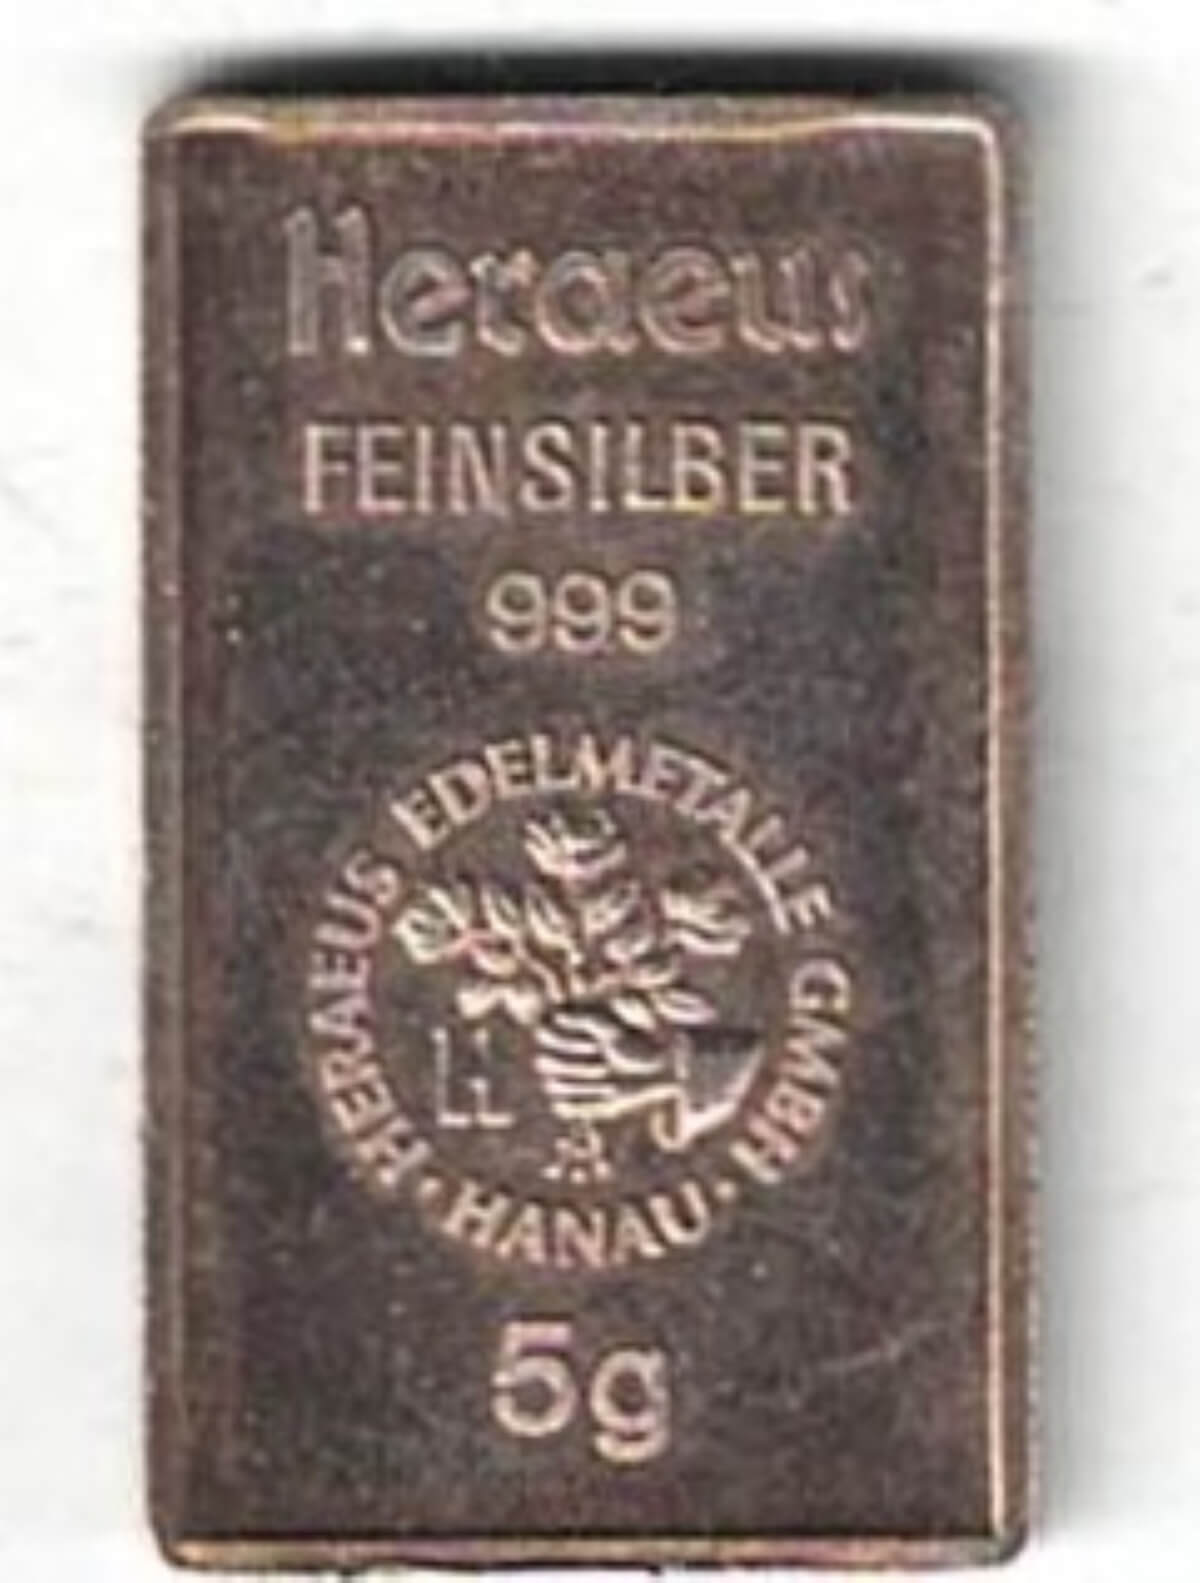 Heraeus
FEINSILBER
999
HERAEUS EDELMETALLE GMBH
· HANAU ·
5g